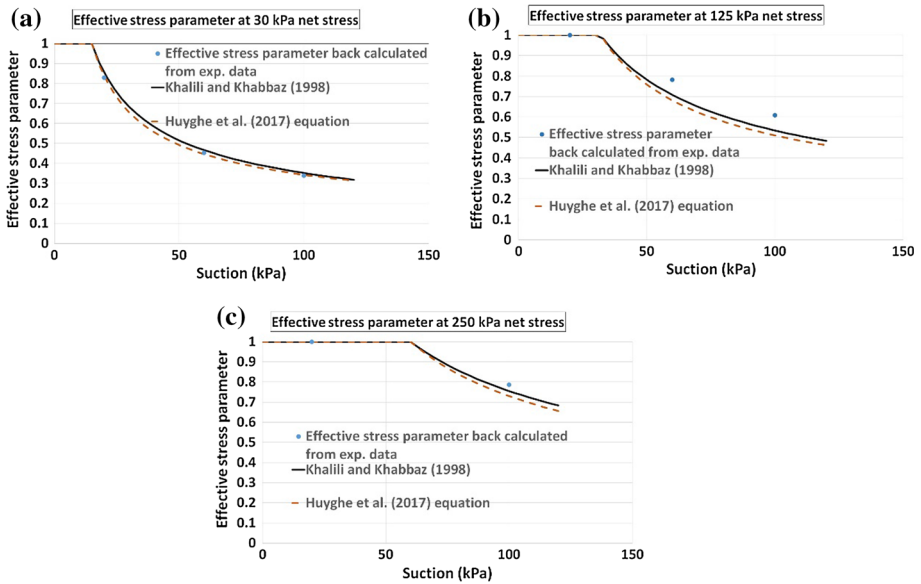 (a)
Effective stress parameter at 30 kPa net stress
Effective stress parameter
1
0.9
0.8
0.7
0.6
0.5
0.4
0.3
0.2
0.1
0
Effective stress parameter back calculated
from exp. data
Khalili and Khabbaz (1998)
Huyghe et al. (2017) equation
0
50
100
150
Suction (kPa)
(b)
Effective stress parameter at 125 kPa net stress
Effective stress parameter
1
0.9
0.8
0.7
0.6
0.5
0.4
0.3
0.2
0.1
0
Effective stress parameter
back calculated from exp. data
Khalili and Khabbaz (1998)
Huyghe et al. (2017) equation
0
50
100
150
Suction (kPa)
(c)
Effective stress parameter at 250 kPa net stress
Effective stress parameter
1
0.9
0.8
0.7
0.6
0.5
0.4
0.3
0.2
0.1
0
Effective stress parameter back calculated
from exp. data
Khalili and Khabbaz (1998)
Huyghe et al. (2017) equation
0
50
100
150
Suction (kPa)